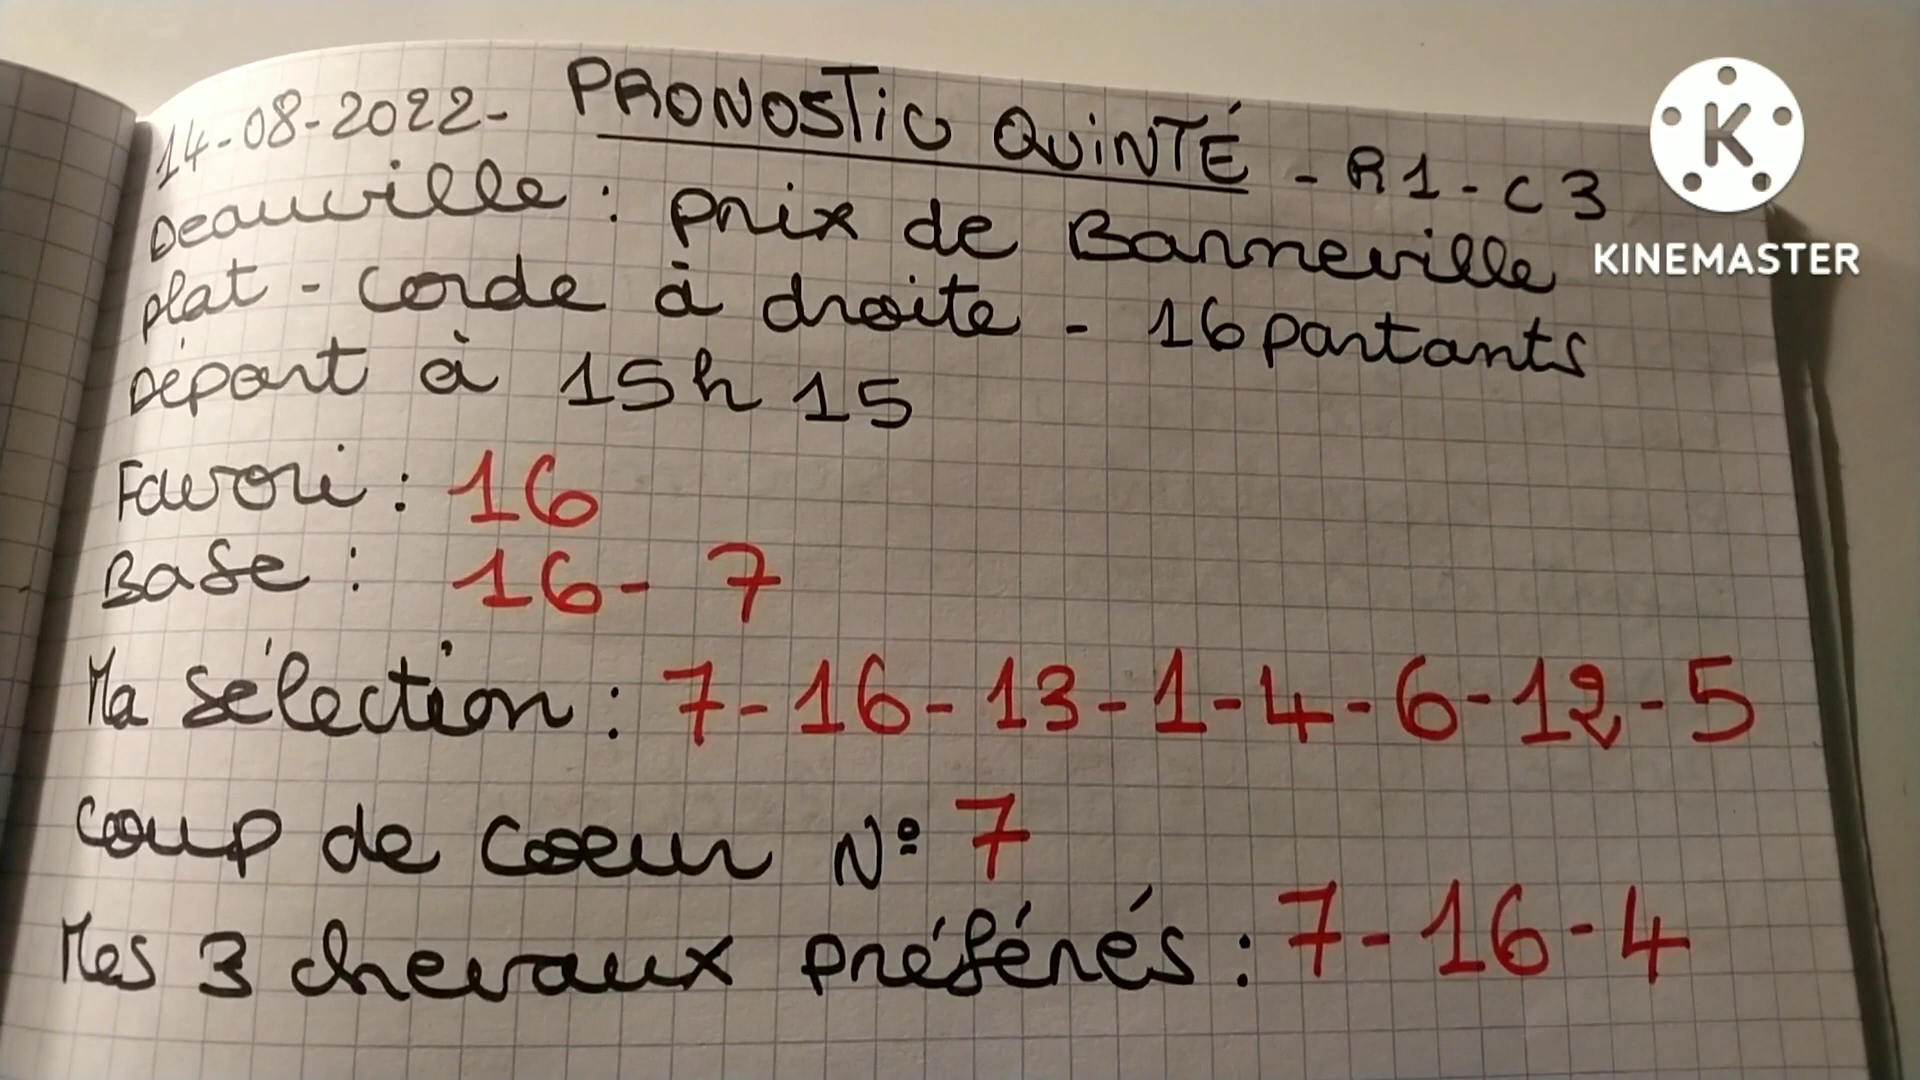 14-08-2022- PRONOSTIC QUINTÉ - R1 - C3
Deauville : prix de Barneville
plat - corde à droite - 16 partants
Départ à 15h15
Favori : 16
Base : 16 - 7
Ma sélection : 7-16-13-1-4-6-12-5
Coup de coeur N° 7
Mes 3 chevaux préférés : 7-16-4
K
KINEMASTER